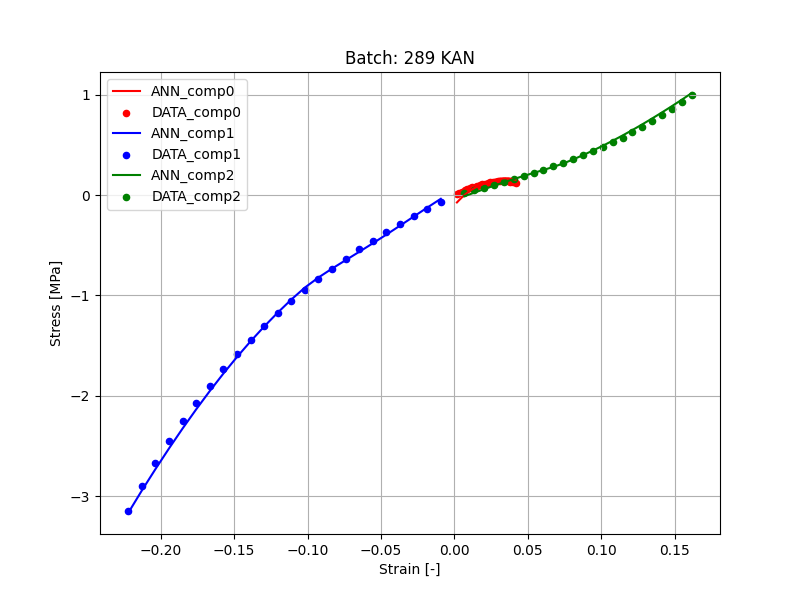 Batch: 289 KAN
ANN_comp0
DATA_comp0
ANN_comp1
DATA_comp1
ANN_comp2
DATA_comp2
1
0
−1
−2
−3
Stress [MPa]
−0.20 −0.15 −0.10 −0.05 0.00 0.05 0.10 0.15
Strain [-]